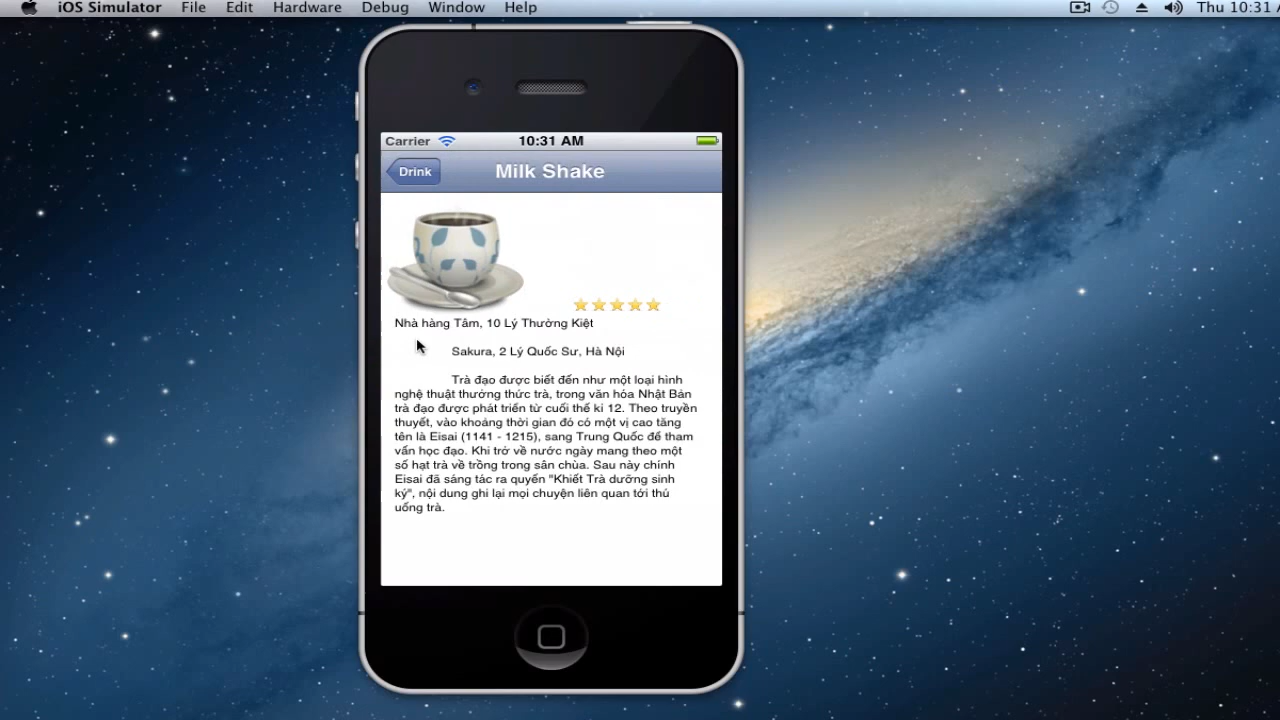 iOS Simulator File Edit Hardware Debug Window Help Thu 10:31
Carrier 10:31 AM
Drink Milk Shake
Nhà hàng Tâm, 10 Lý Thường Kiệt
Sakura, 2 Lý Quốc Sư, Hà Nội
Trà đạo được biết đến như một loại hình
nghệ thuật thưởng thức trà, trong văn hóa Nhật Bản
trà đạo được phát triển từ cuối thế kỉ 12. Theo truyền
thuyết, vào khoảng thời gian đó có một vị cao tăng
tên là Eisai (1141 - 1215), sang Trung Quốc để tham
vấn học đạo. Khi trở về nước ngày mang theo một
số hạt trà về trồng trong sân chùa. Sau này chính
Eisai đã sáng tác ra quyển "Khiết Trà dưỡng sinh
ký", nội dung ghi lại mọi chuyện liên quan tới thú
uống trà.